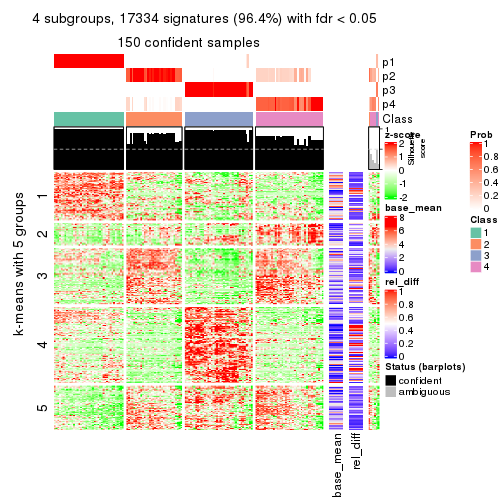 4 subgroups, 17334 signatures (96.4%) with fdr < 0.05
150 confident samples
p1
p2
p3
p4
Class
1
Silhouette
score
k-means with 5 groups
1
2
3
4
5
base_mean
rel_diff
z-score
2
1
0
-1
-2
base_mean
8
6
4
2
0
rel_diff
1
0.8
0.6
0.4
0.2
0
Status (barplots)
confident
ambiguous
Prob
1
0.8
0.6
0.4
0.2
0
Class
1
2
3
4